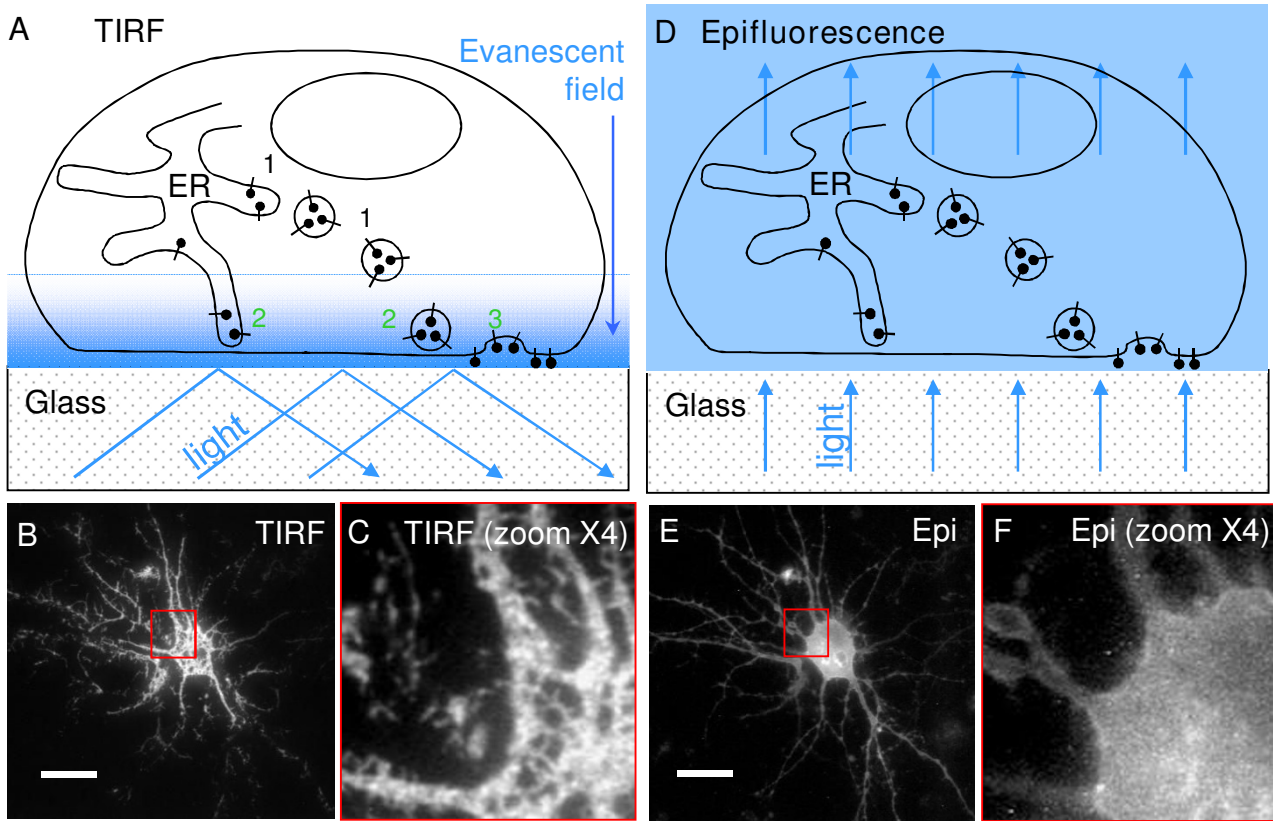 A
TIRF
Evanescent
field
1
ER
1
2
2
3
Glass
light
D
Epifluorescence
ER
Glass
light
B
TIRF
C
TIRF (zoom X4)
E
Epi
F
Epi (zoom X4)